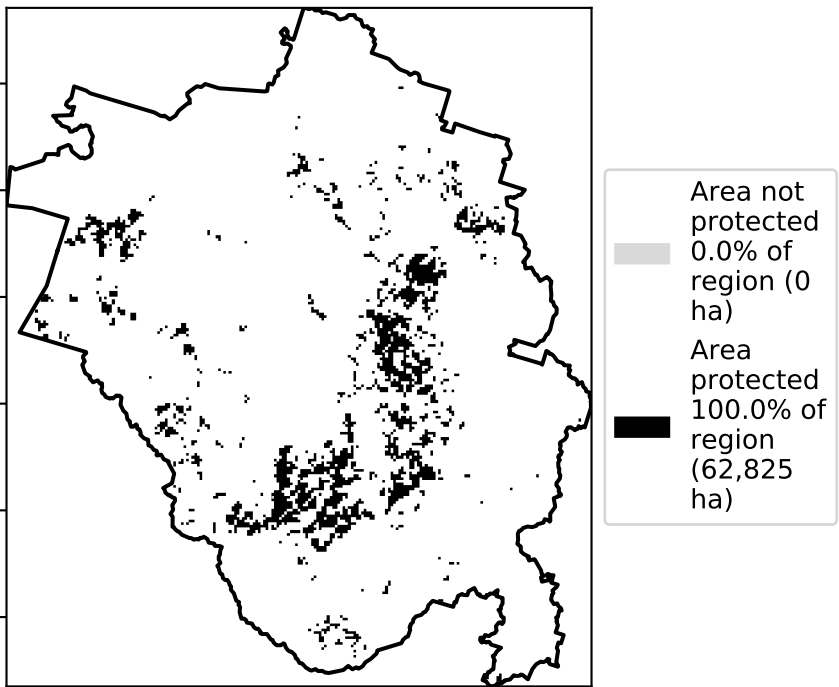 Area not
protected
0.0% of
region (0
ha)
Area
protected
100.0% of
region
(62,825
ha)